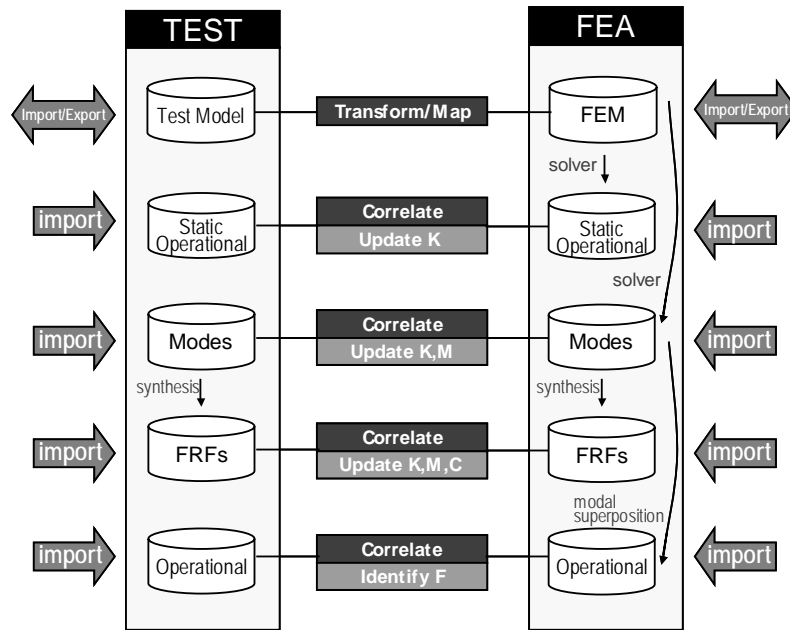 TEST
FEA
Import/Export
Test Model
Transform/Map
FEM
Import/Export
solver
import
Static
Operational
Correlate
Update K
Static
Operational
import
solver
import
Modes
Correlate
Update K,M
Modes
import
synthesis
synthesis
import
FRFs
Correlate
Update K,M,C
FRFs
import
modal
superposition
import
Operational
Correlate
Identify F
Operational
import